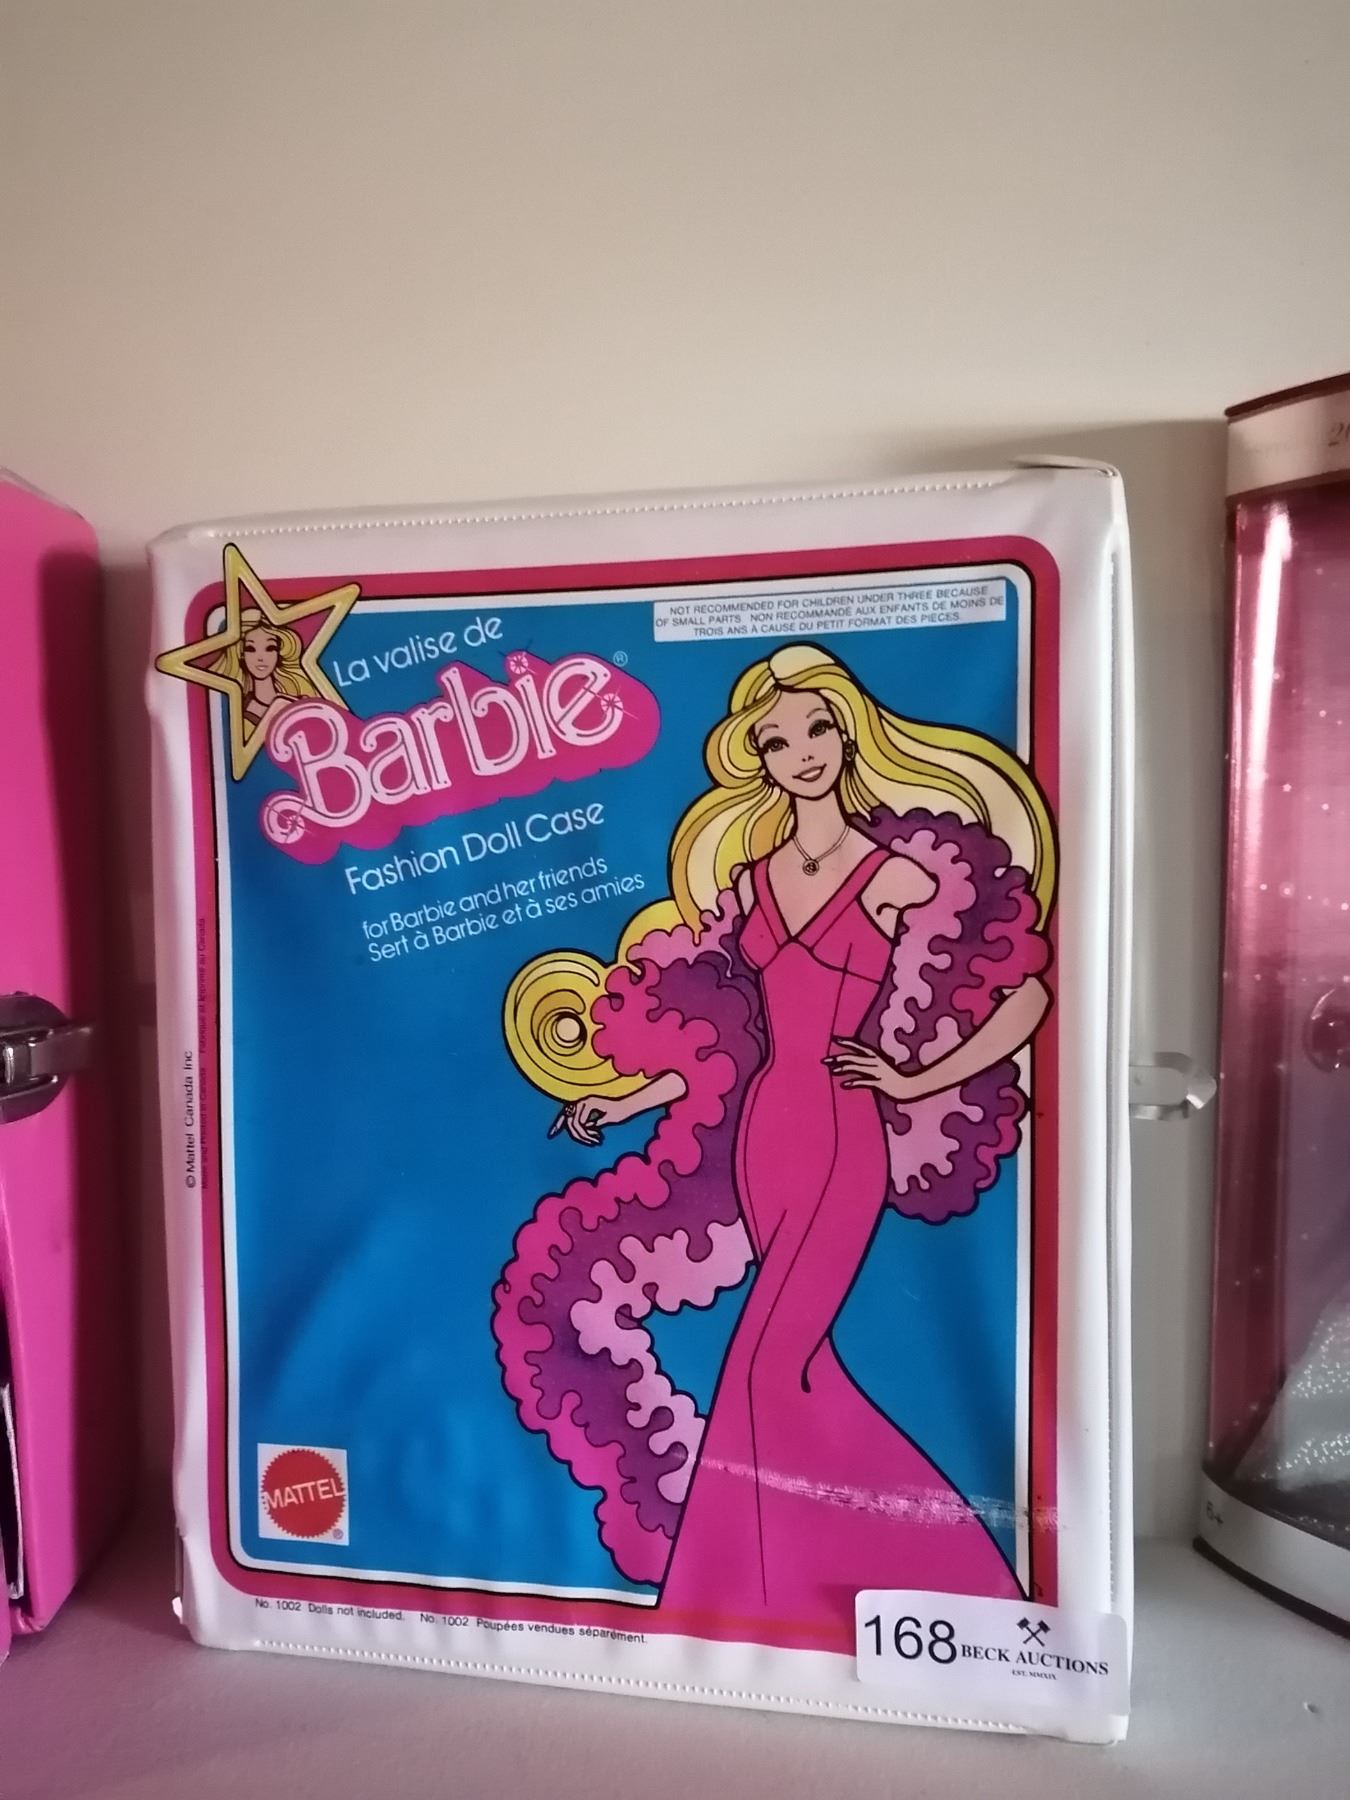 La valise de
Barbie®
Fashion Doll Case
for Barbie and her friends
Sert à Barbie et à ses amies
NOT RECOMMENDED FOR CHILDREN UNDER THREE BECAUSE
OF SMALL PARTS NON RECOMMANDÉ AUX ENFANTS DE MOINS DE
TROIS ANS À CAUSE DU PETIT FORMAT DES PIÈCES
© Mattel Canada Inc
MATTEL
®
No. 1002 Dolls not included. No. 1002 Poupées vendues séparément.
168 BECK AUCTIONS
EST. MMXIX
6+